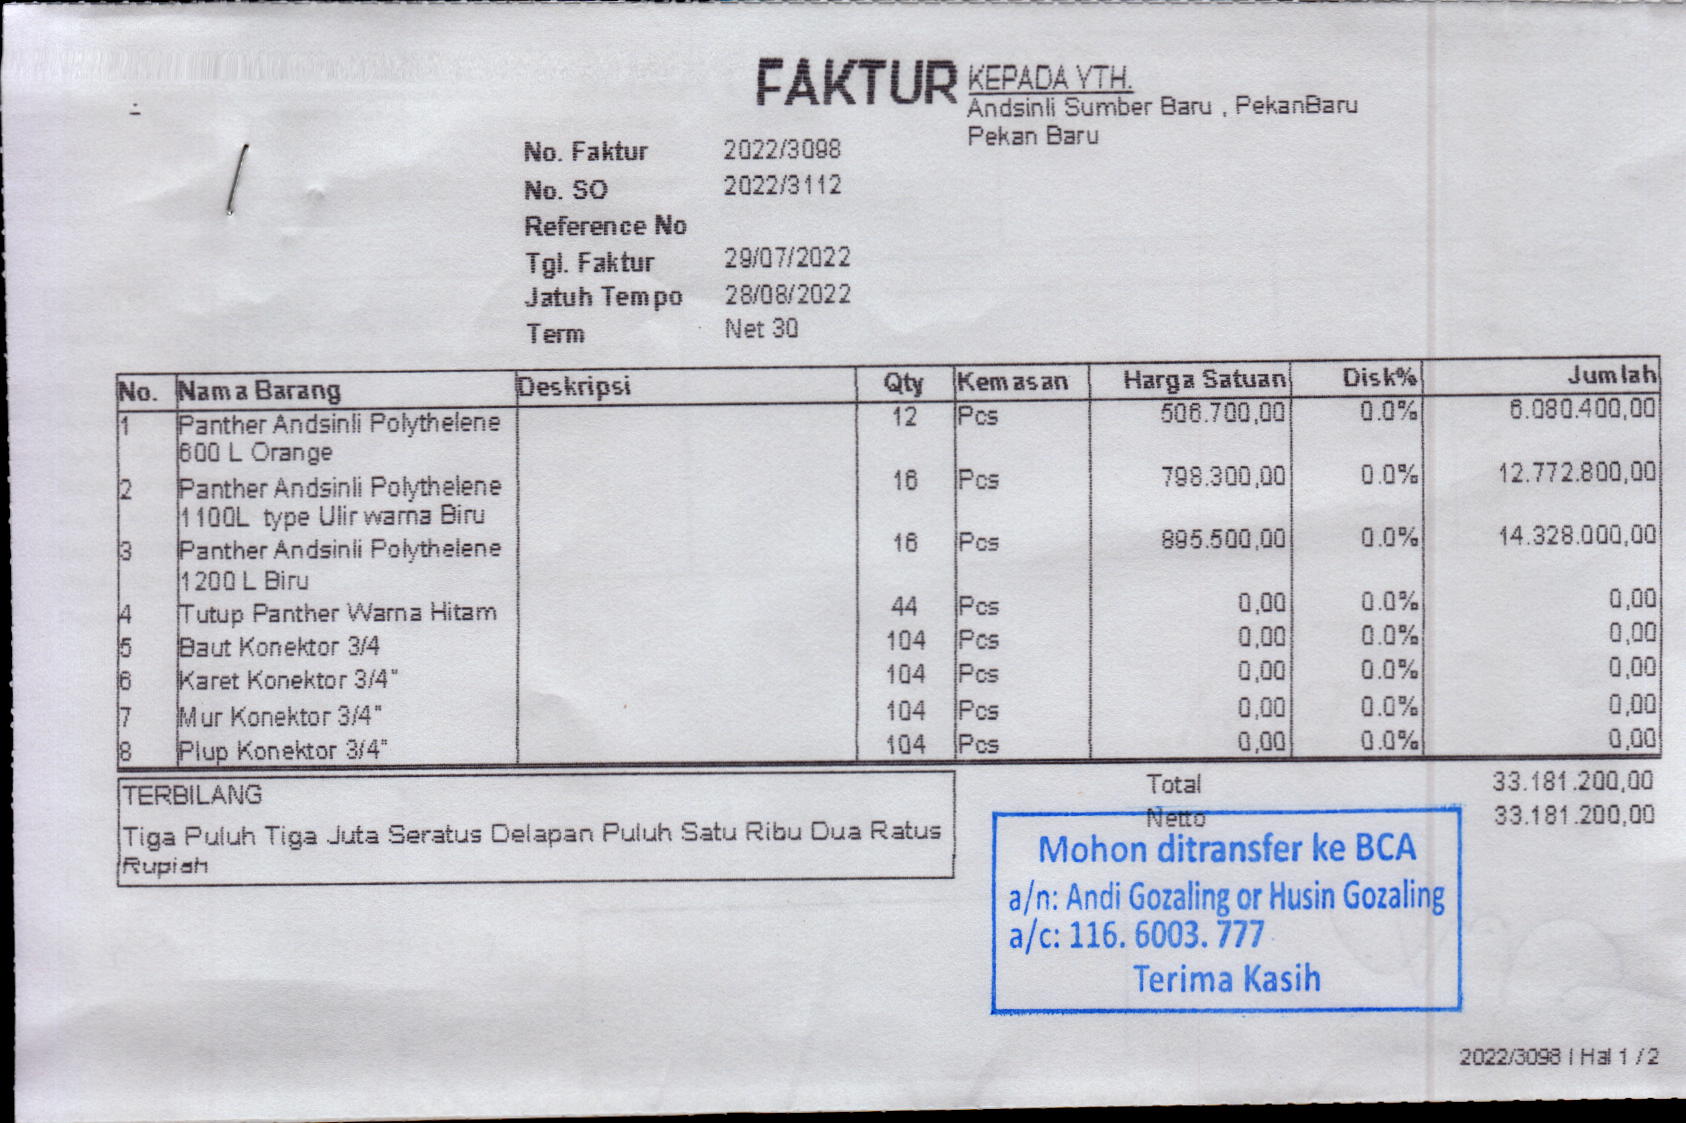 FAKTUR
KEPADA YTH.
Andsinli Sumber Baru , PekanBaru
Pekan Baru
No. Faktur 2022/3098
No. SO 2022/3112
Reference No
Tgl. Faktur 29/07/2022
Jatuh Tempo 28/08/2022
Term Net 30
No. Nama Barang Deskripsi Qty Kemasan Harga Satuan Disk% Jumlah
1 Panther Andsinli Polythelene 12 Pcs 506.700,00 0.0% 6.080.400,00
600 L Orange
2 Panther Andsinli Polythelene 16 Pcs 798.300,00 0.0% 12.772.800,00
1100L type Ulir warna Biru
3 Panther Andsinli Polythelene 16 Pcs 895.500,00 0.0% 14.328.000,00
1200 L Biru
4 Tutup Panther Warna Hitam 44 Pcs 0,00 0.0% 0,00
5 Baut Konektor 3/4 104 Pcs 0,00 0.0% 0,00
6 Karet Konektor 3/4" 104 Pcs 0,00 0.0% 0,00
7 Mur Konektor 3/4" 104 Pcs 0,00 0.0% 0,00
8 Plup Konektor 3/4" 104 Pcs 0,00 0.0% 0,00
TERBILANG
Tiga Puluh Tiga Juta Seratus Delapan Puluh Satu Ribu Dua Ratus
Rupiah
Total 33.181.200,00
Netto 33.181.200,00
Mohon ditransfer ke BCA
a/n: Andi Gozaling or Husin Gozaling
a/c: 116. 6003. 777
Terima Kasih
2022/3098 | Hal 1 / 2